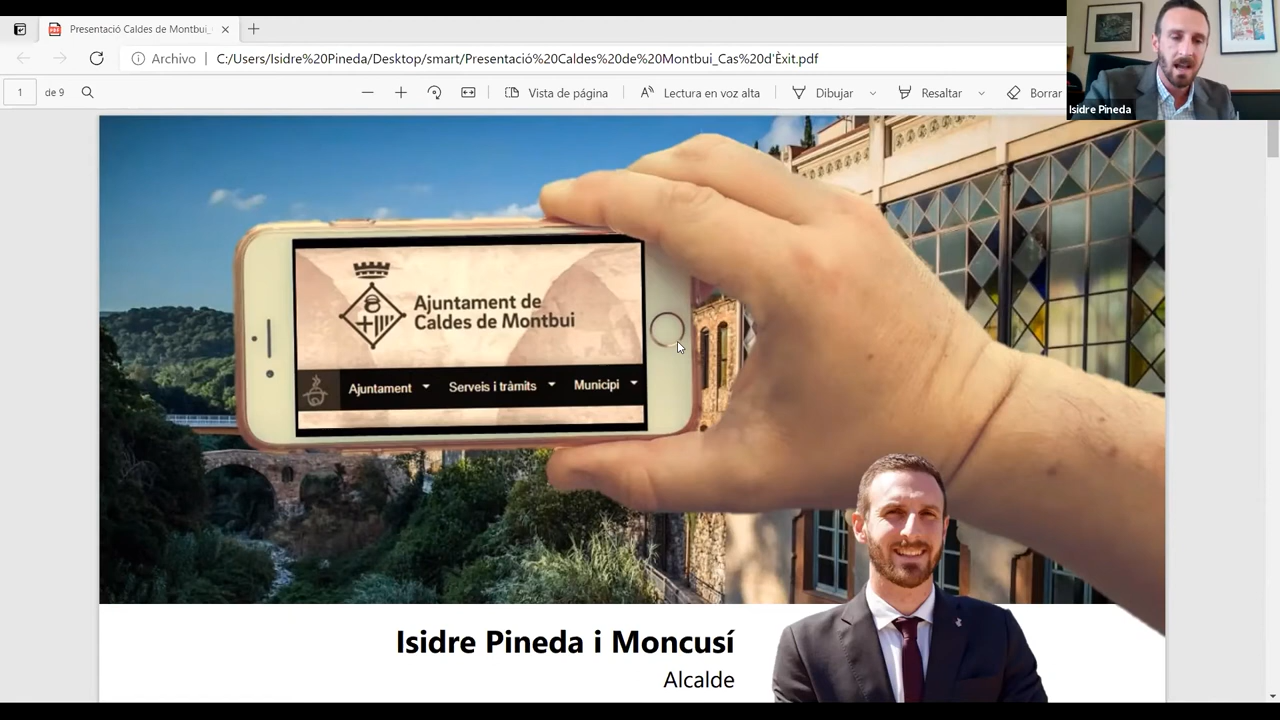 Presentació Caldes de Montbui_
Archivo
C:/Users/Isidre%20Pineda/Desktop/smart/Presentació%20Caldes%20de%20Montbui_Cas%20d'Èxit.pdf
1
de 9
Vista de página
Lectura en voz alta
Dibujar
Resaltar
Borrar
Isidre Pineda
Ajuntament de
Caldes de Montbui
Ajuntament
Serveis i tràmits
Municipi
Isidre Pineda i Moncusí
Alcalde